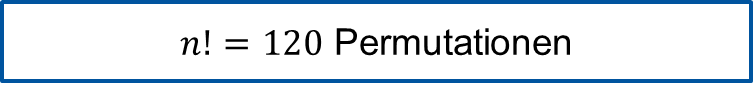 n! = 120 Permutationen